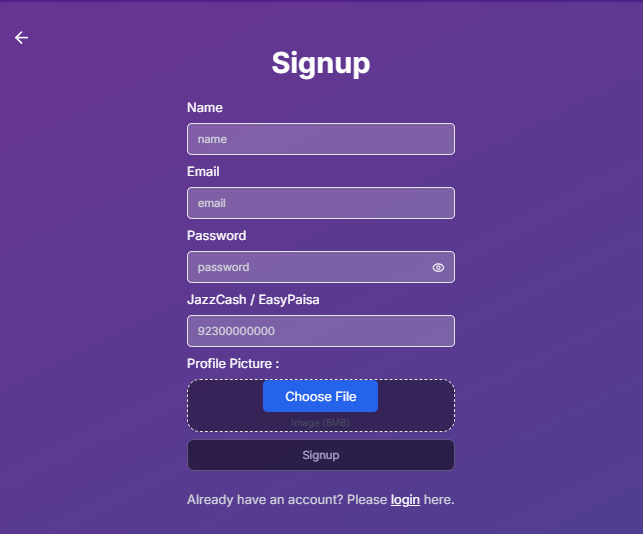 Signup
Name
name
Email
email
Password
password
JazzCash / EasyPaisa
92300000000
Profile Picture :
Choose File
Image (8MB)
Signup
Already have an account? Please login here.